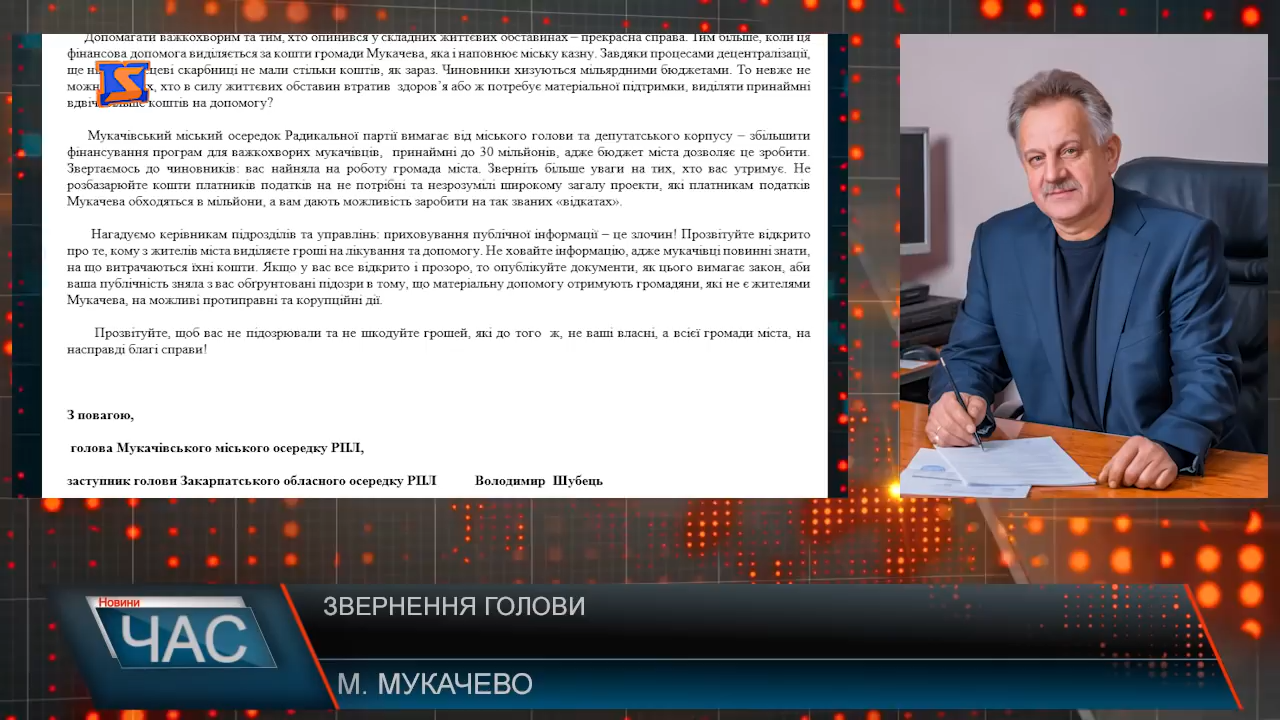 Допомагати важкохворим та тим, хто опинився у складних життєвих обставинах – прекрасна справа. Тим більше, коли ця
фінансова допомога виділяється за кошти громади Мукачева, яка і наповнює міську казну. Завдяки процесами децентралізації,
ще скарбниці не мали стільки коштів, як зараз. Чиновники хизуються мільярдними бюджетами. То невже не
хто в силу життєвих обставин втратив здоров’я або ж потребує матеріальної підтримки, виділяти принаймні
коштів на допомогу?
Мукачівський міський осередок Радикальної партії вимагає від міського голови та депутатського корпусу – збільшити
фінансування програм для важкохворих мукачівців, принаймні до 30 мільйонів, адже бюджет міста дозволяє це зробити.
Звертаємось до чиновників: вас найняла на роботу громада міста. Зверніть більше уваги на тих, хто вас утримує. Не
розбазарюйте кошти платників податків на не потрібні та незрозумілі широкому загалу проекти, які платникам податків
Мукачева обходяться в мільйони, а вам дають можливість заробити на так званих «відкатах».
Нагадуємо керівникам підрозділів та управлінь: приховування публічної інформації – це злочин! Прозвітуйте відкрито
про те, кому з жителів міста виділяєте гроші на лікування та допомогу. Не ховайте інформацію, адже мукачівці повинні знати,
на що витрачаються їхні кошти. Якщо у вас все відкрито і прозоро, то опублікуйте документи, як цього вимагає закон, аби
ваша публічність зняла з вас обґрунтовані підозри в тому, що матеріальну допомогу отримують громадяни, які не є жителями
Мукачева, на можливі протиправні та корупційні дії.
Прозвітуйте, щоб вас не підозрювали та не шкодуйте грошей, які до того ж, не ваші власні, а всієї громади міста, на
насправді благі справи!
З повагою,
голова Мукачівського міського осередку РПЛ,
заступник голови Закарпатського обласного осередку РПЛ Володимир Шубець
Новини
ЧАС
ЗВЕРНЕННЯ ГОЛОВИ
М. МУКАЧЕВО